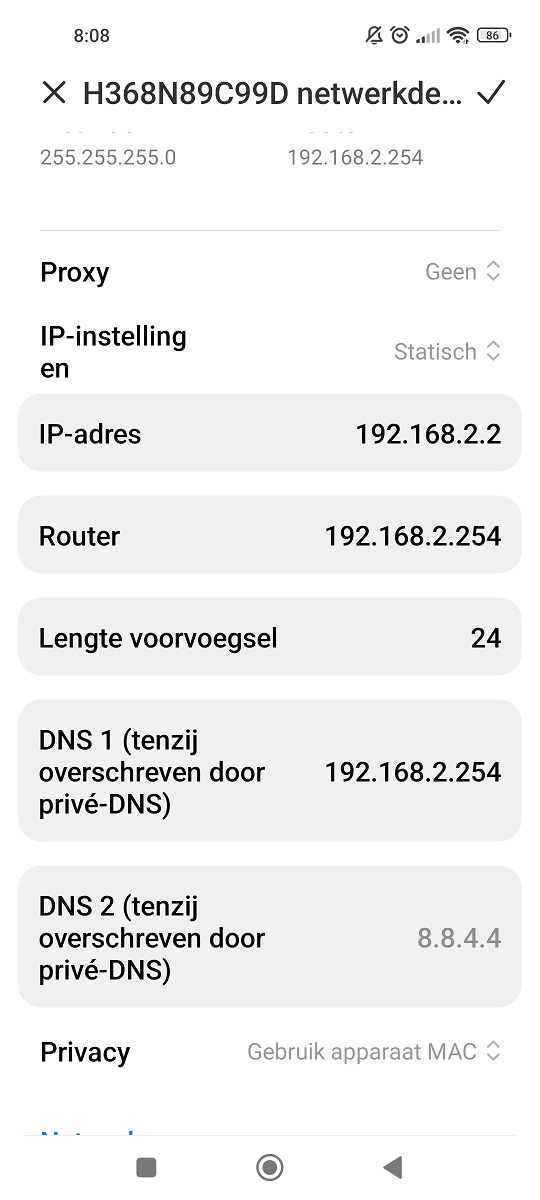 8:08
86
H368N89C99D netwerkde...
255.255.255.0
192.168.2.254
Proxy
Geen
IP-instelling
en
Statisch
IP-adres
192.168.2.2
Router
192.168.2.254
Lengte voorvoegsel
24
DNS 1 (tenzij
overschreven door
privé-DNS)
192.168.2.254
DNS 2 (tenzij
overschreven door
privé-DNS)
8.8.4.4
Privacy
Gebruik apparaat MAC